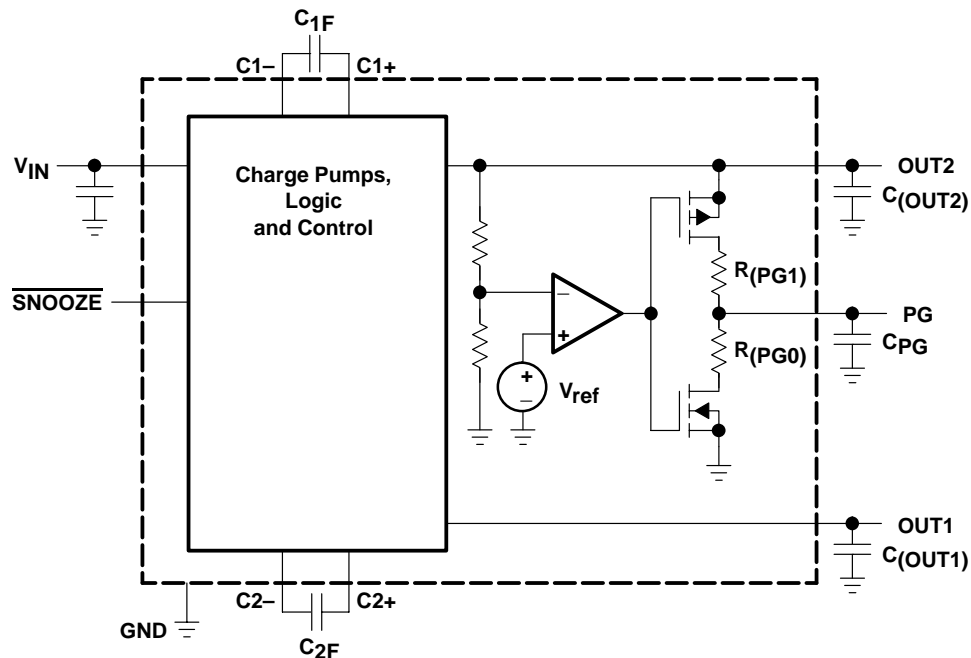 C1F
C1– C1+
VIN
Charge Pumps,
Logic
and Control
OUT2
C(OUT2)
R(PG1)
SNOOZE
–
+
PG
CPG
R(PG0)
+
–
Vref
OUT1
C(OUT1)
C2– C2+
GND
C2F